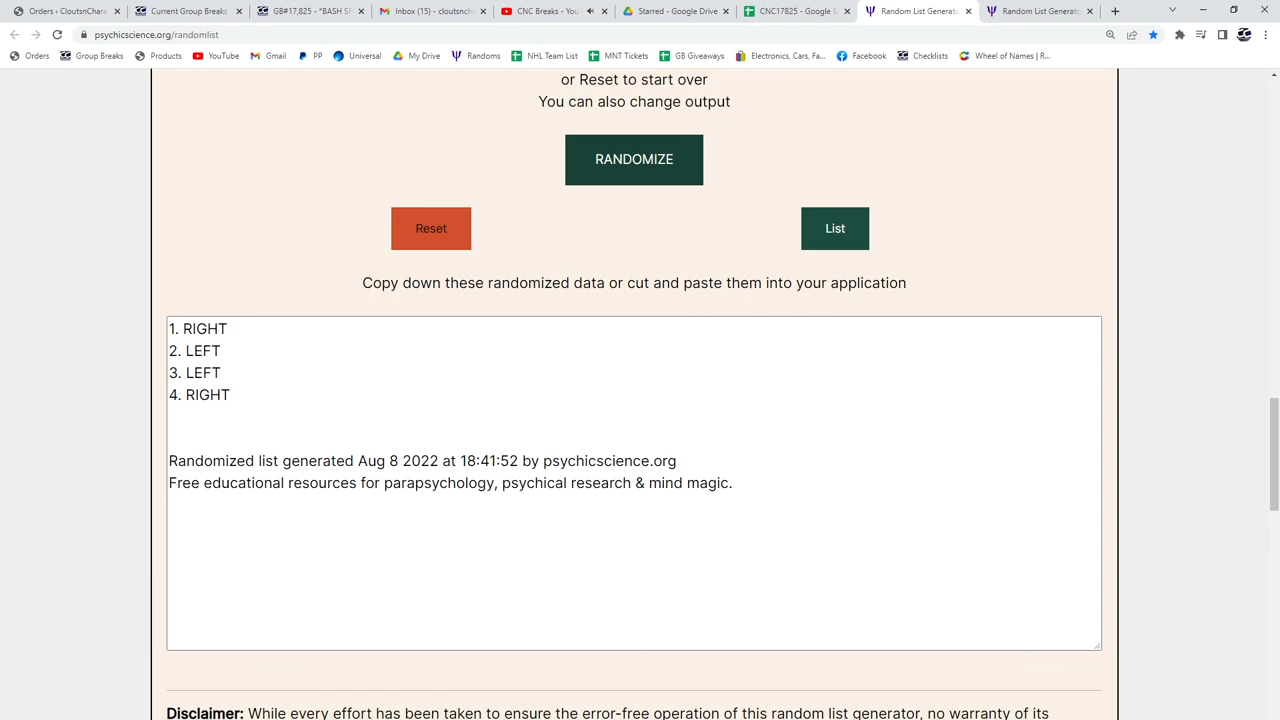 Orders ‹ CloutsnChara
Current Group Breaks
GB#17,825 - *BASH SF
Inbox (15) - cloutsnch
CNC Breaks - You
Starred - Google Drive
CNC17825 - Google S
Random List Generato
Random List Generato
psychicscience.org/randomlist
Orders
Group Breaks
Products
YouTube
Gmail
PP
Universal
My Drive
Randoms
NHL Team List
MNT Tickets
GB Giveaways
Electronics, Cars, Fa...
Facebook
Checklists
Wheel of Names | R...
or Reset to start over
You can also change output
RANDOMIZE
Reset
List
Copy down these randomized data or cut and paste them into your application
1. RIGHT
2. LEFT
3. LEFT
4. RIGHT
Randomized list generated Aug 8 2022 at 18:41:52 by psychicscience.org
Free educational resources for parapsychology, psychical research & mind magic.
Disclaimer: While every effort has been taken to ensure the error-free operation of this random list generator, no warranty of its